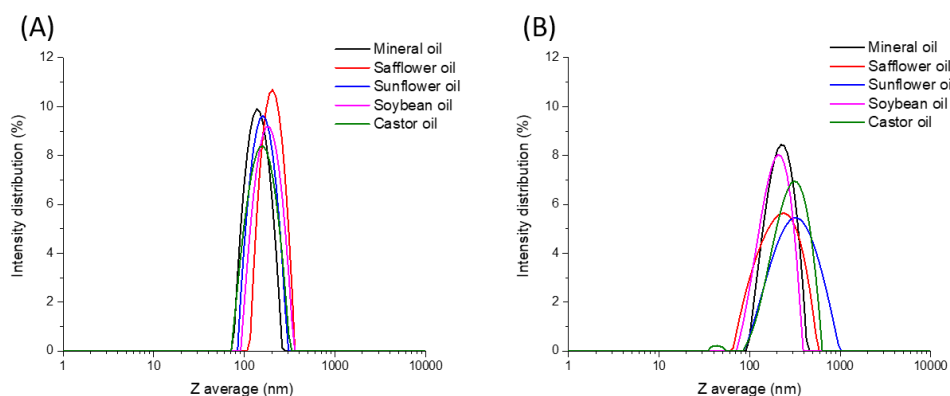 (A)
Intensity distribution (%)
12
10
8
6
4
2
0
1
10
100
1000
10000
Z average (nm)
Mineral oil
Safflower oil
Sunflower oil
Soybean oil
Castor oil
(B)
Intensity distribution (%)
12
10
8
6
4
2
0
1
10
100
1000
10000
Z average (nm)
Mineral oil
Safflower oil
Sunflower oil
Soybean oil
Castor oil